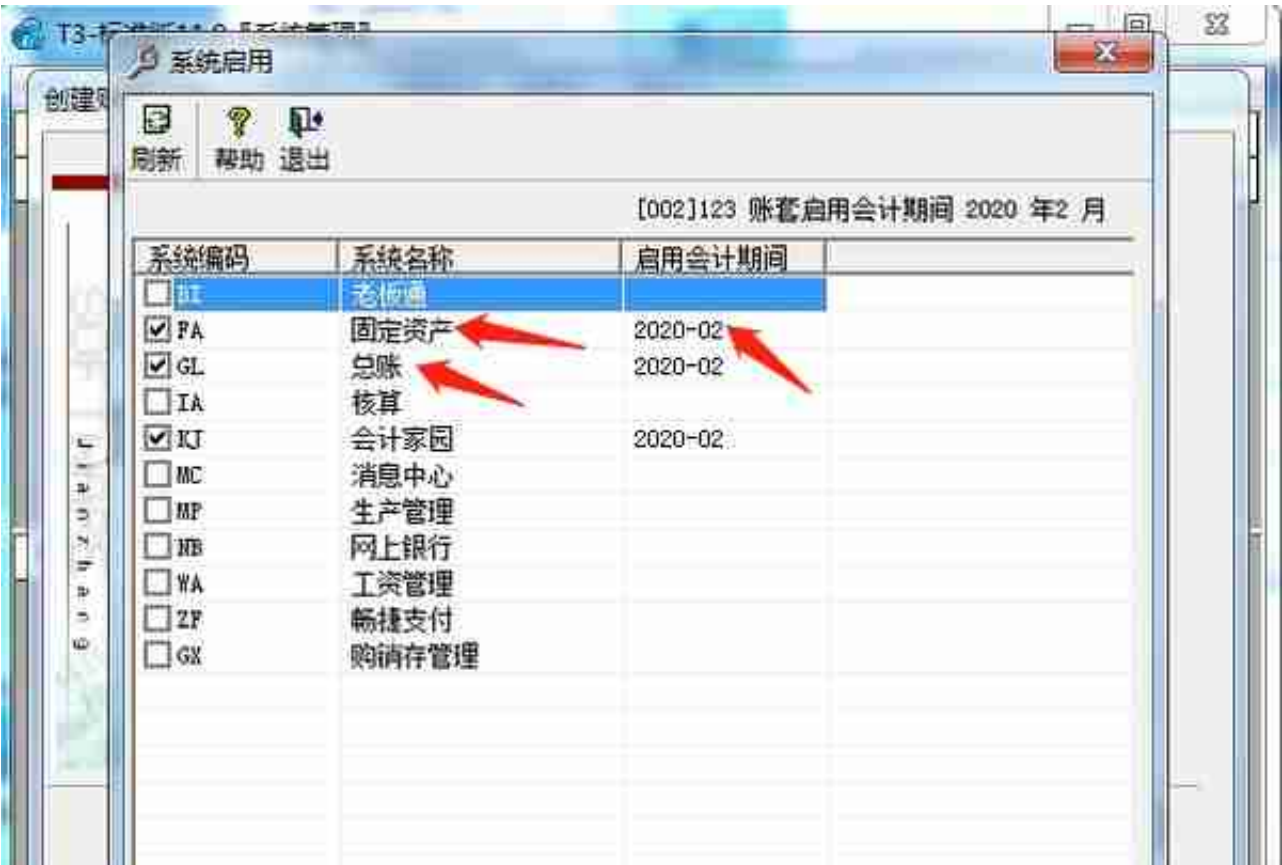 系统启用
创建
刷新 帮助 退出
[002]123 账套启用会计期间 2020 年2 月
系统编码 系统名称 启用会计期间
BI 老板通
FA 固定资产 2020-02
GL 总账 2020-02
IA 核算
KJ 会计家园 2020-02
MC 消息中心
MP 生产管理
NB 网上银行
WA 工资管理
ZF 畅捷支付
GX 购销存管理
Jianzhang